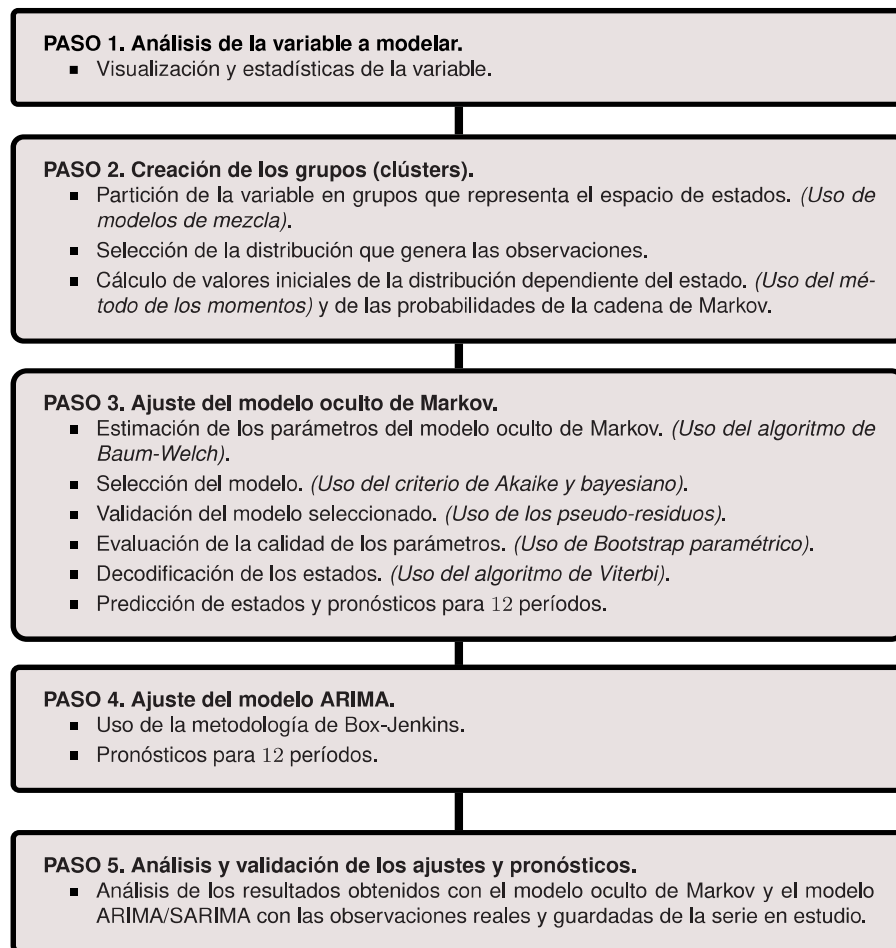 PASO 1. Análisis de la variable a modelar.
▪ Visualización y estadísticas de la variable.
PASO 2. Creación de los grupos (clústers).
▪ Partición de la variable en grupos que representa el espacio de estados. (Uso de
modelos de mezcla).
▪ Selección de la distribución que genera las observaciones.
▪ Cálculo de valores iniciales de la distribución dependiente del estado. (Uso del mé-
todo de los momentos) y de las probabilidades de la cadena de Markov.
PASO 3. Ajuste del modelo oculto de Markov.
▪ Estimación de los parámetros del modelo oculto de Markov. (Uso del algoritmo de
Baum-Welch).
▪ Selección del modelo. (Uso del criterio de Akaike y bayesiano).
▪ Validación del modelo seleccionado. (Uso de los pseudo-residuos).
▪ Evaluación de la calidad de los parámetros. (Uso de Bootstrap paramétrico).
▪ Decodificación de los estados. (Uso del algoritmo de Viterbi).
▪ Predicción de estados y pronósticos para 12 períodos.
PASO 4. Ajuste del modelo ARIMA.
▪ Uso de la metodología de Box-Jenkins.
▪ Pronósticos para 12 períodos.
PASO 5. Análisis y validación de los ajustes y pronósticos.
▪ Análisis de los resultados obtenidos con el modelo oculto de Markov y el modelo
ARIMA/SARIMA con las observaciones reales y guardadas de la serie en estudio.